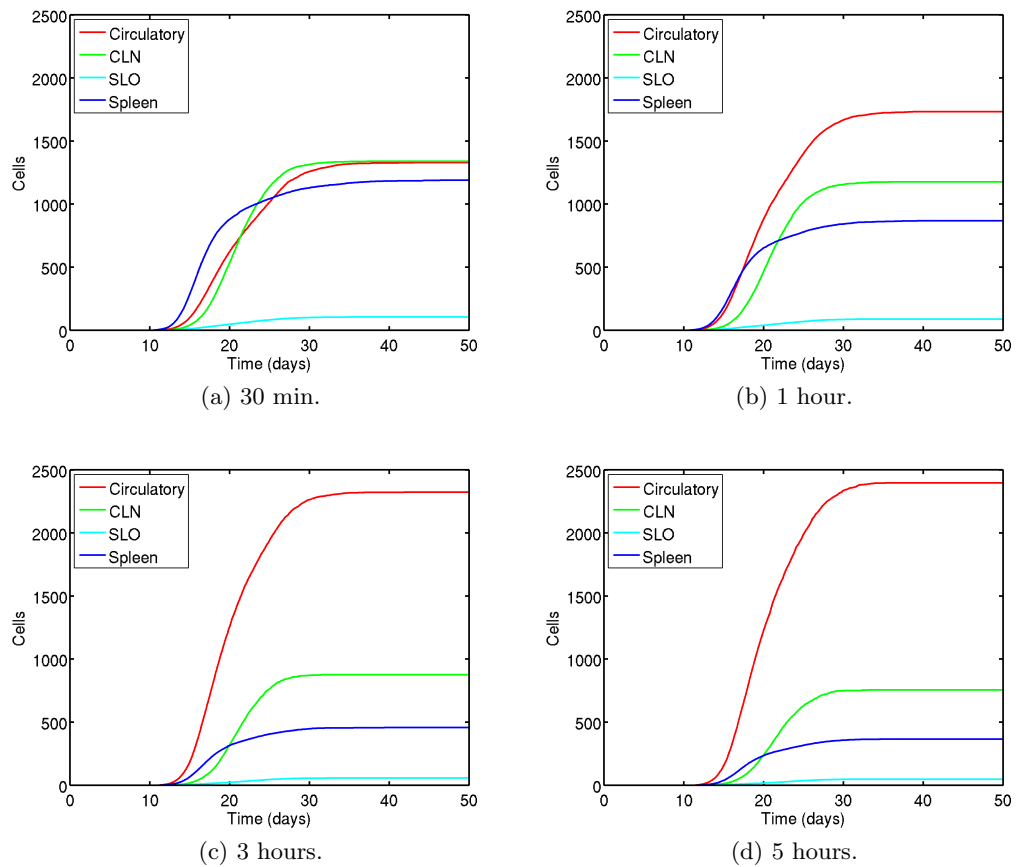 2500
2000
1500
1000
500
0
Cells
Circulatory
CLN
SLO
Spleen
0 10 20 30 40 50
Time (days)
(a) 30 min.
2500
2000
1500
1000
500
0
Cells
Circulatory
CLN
SLO
Spleen
0 10 20 30 40 50
Time (days)
(b) 1 hour.
2500
2000
1500
1000
500
0
Cells
Circulatory
CLN
SLO
Spleen
0 10 20 30 40 50
Time (days)
(c) 3 hours.
2500
2000
1500
1000
500
0
Cells
Circulatory
CLN
SLO
Spleen
0 10 20 30 40 50
Time (days)
(d) 5 hours.